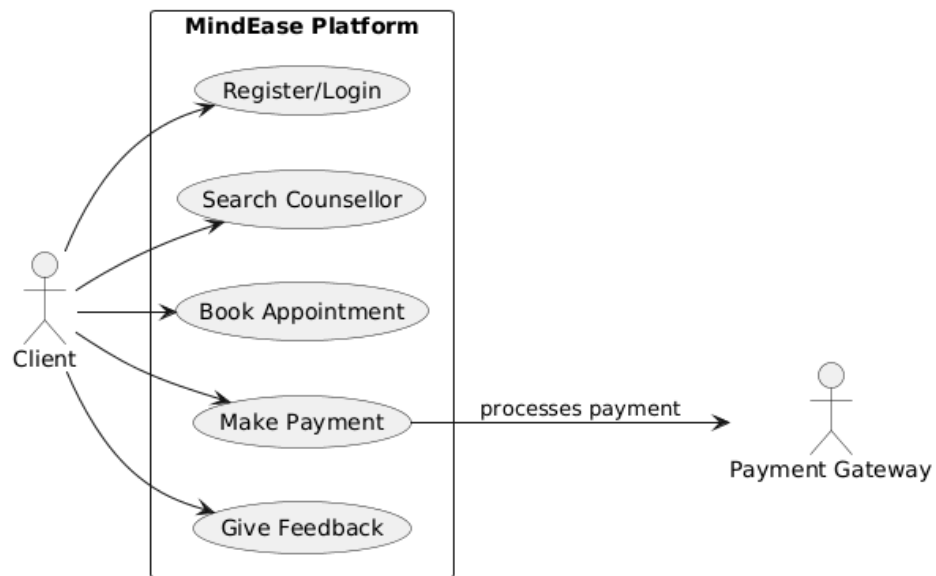 MindEase Platform
Register/Login
Search Counsellor
Book Appointment
Client
Make Payment
processes payment
Payment Gateway
Give Feedback